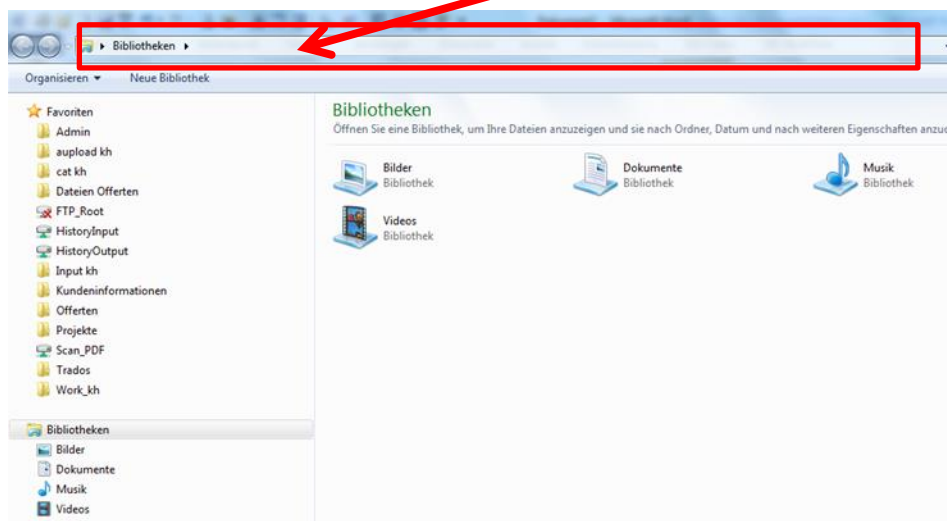 Bibliotheken
Organisieren Neue Bibliothek
Favoriten
Admin
aupload kh
cat kh
Dateien Offerten
FTP_Root
HistoryInput
HistoryOutput
Input kh
Kundeninformationen
Offerten
Projekte
Scan_PDF
Trados
Work_kh
Bibliotheken
Bilder
Dokumente
Musik
Videos
Bibliotheken
Öffnen Sie eine Bibliothek, um Ihre Dateien anzuzeigen und sie nach Ordner, Datum und nach weiteren Eigenschaften
Bilder
Bibliothek
Dokumente
Bibliothek
Musik
Bibliothek
Videos
Bibliothek